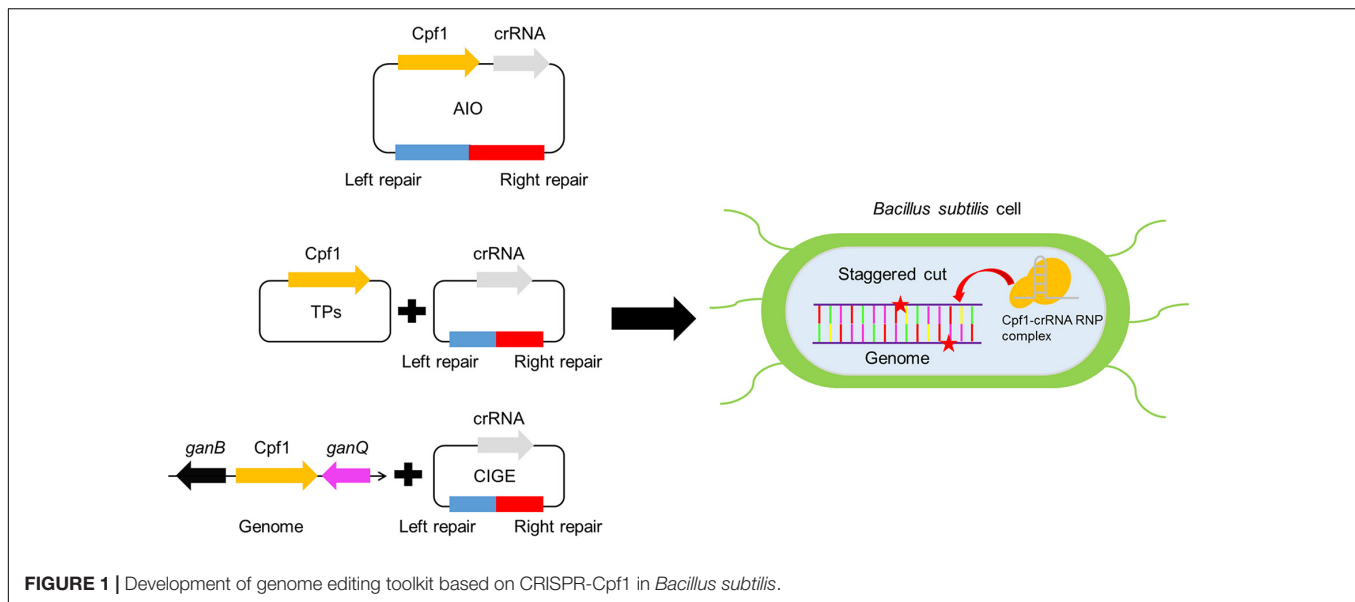 Cpf1 crRNA
AIO
Left repair Right repair
Cpf1
TPs
crRNA
Left repair Right repair
ganB Cpf1 ganQ
Genome
crRNA
CIGE
Left repair Right repair
Bacillus subtilis cell
Staggered cut
Genome
Cpf1-crRNA RNP
complex
FIGURE 1 | Development of genome editing toolkit based on CRISPR-Cpf1 in Bacillus subtilis.